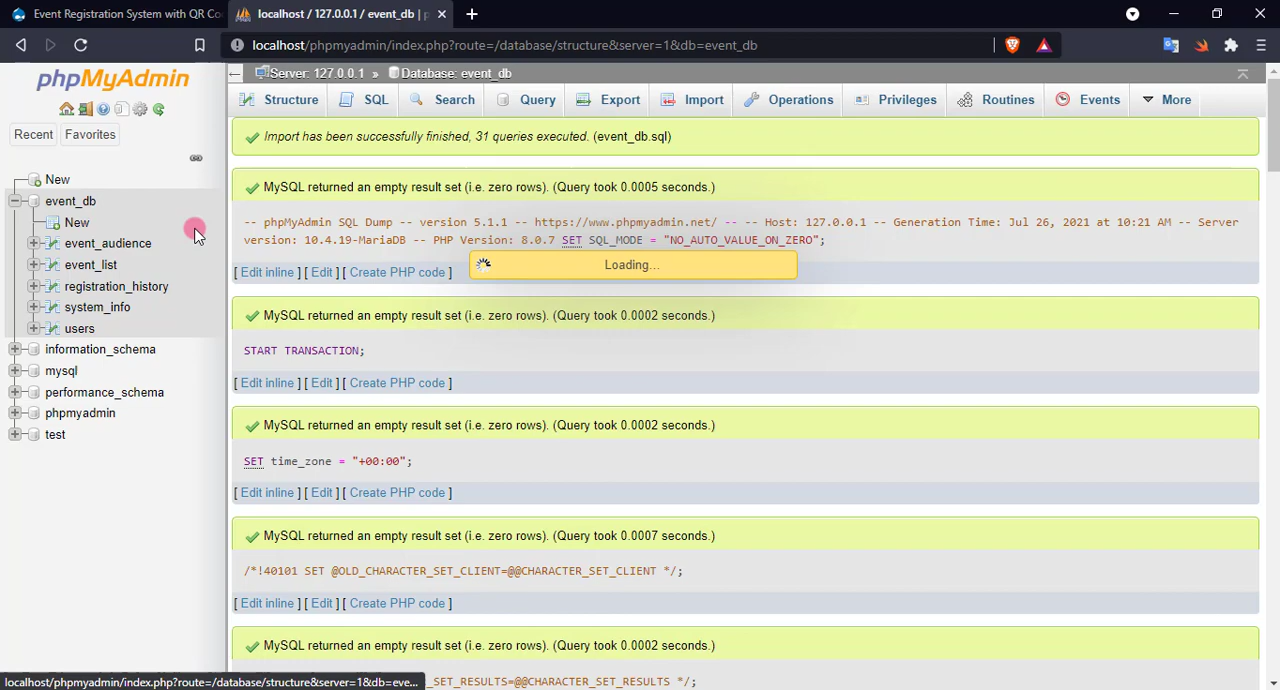 Event Registration System with QR Co
localhost / 127.0.0.1 / event_db | p
localhost/phpmyadmin/index.php?route=/database/structure&server=1&db=event_db
phpMyAdmin
Recent
Favorites
New
event_db
New
event_audience
event_list
registration_history
system_info
users
information_schema
mysql
performance_schema
phpmyadmin
test
Server: 127.0.0.1 » Database: event_db
Structure SQL Search Query Export Import Operations Privileges Routines Events More
Import has been successfully finished, 31 queries executed. (event_db.sql)
MySQL returned an empty result set (i.e. zero rows). (Query took 0.0005 seconds.)
-- phpMyAdmin SQL Dump -- version 5.1.1 -- https://www.phpmyadmin.net/ -- -- Host: 127.0.0.1 -- Generation Time: Jul 26, 2021 at 10:21 AM -- Server
version: 10.4.19-MariaDB -- PHP Version: 8.0.7 SET SQL_MODE = "NO_AUTO_VALUE_ON_ZERO";
Loading...
[ Edit inline ] [ Edit ] [ Create PHP code ]
MySQL returned an empty result set (i.e. zero rows). (Query took 0.0002 seconds.)
START TRANSACTION;
[ Edit inline ] [ Edit ] [ Create PHP code ]
MySQL returned an empty result set (i.e. zero rows). (Query took 0.0002 seconds.)
SET time_zone = "+00:00";
[ Edit inline ] [ Edit ] [ Create PHP code ]
MySQL returned an empty result set (i.e. zero rows). (Query took 0.0007 seconds.)
/*!40101 SET @OLD_CHARACTER_SET_CLIENT=@@CHARACTER_SET_CLIENT */;
[ Edit inline ] [ Edit ] [ Create PHP code ]
MySQL returned an empty result set (i.e. zero rows). (Query took 0.0002 seconds.)
_SET_RESULTS=@@CHARACTER_SET_RESULTS */;
localhost/phpmyadmin/index.php?route=/database/structure&server=1&db=eve...